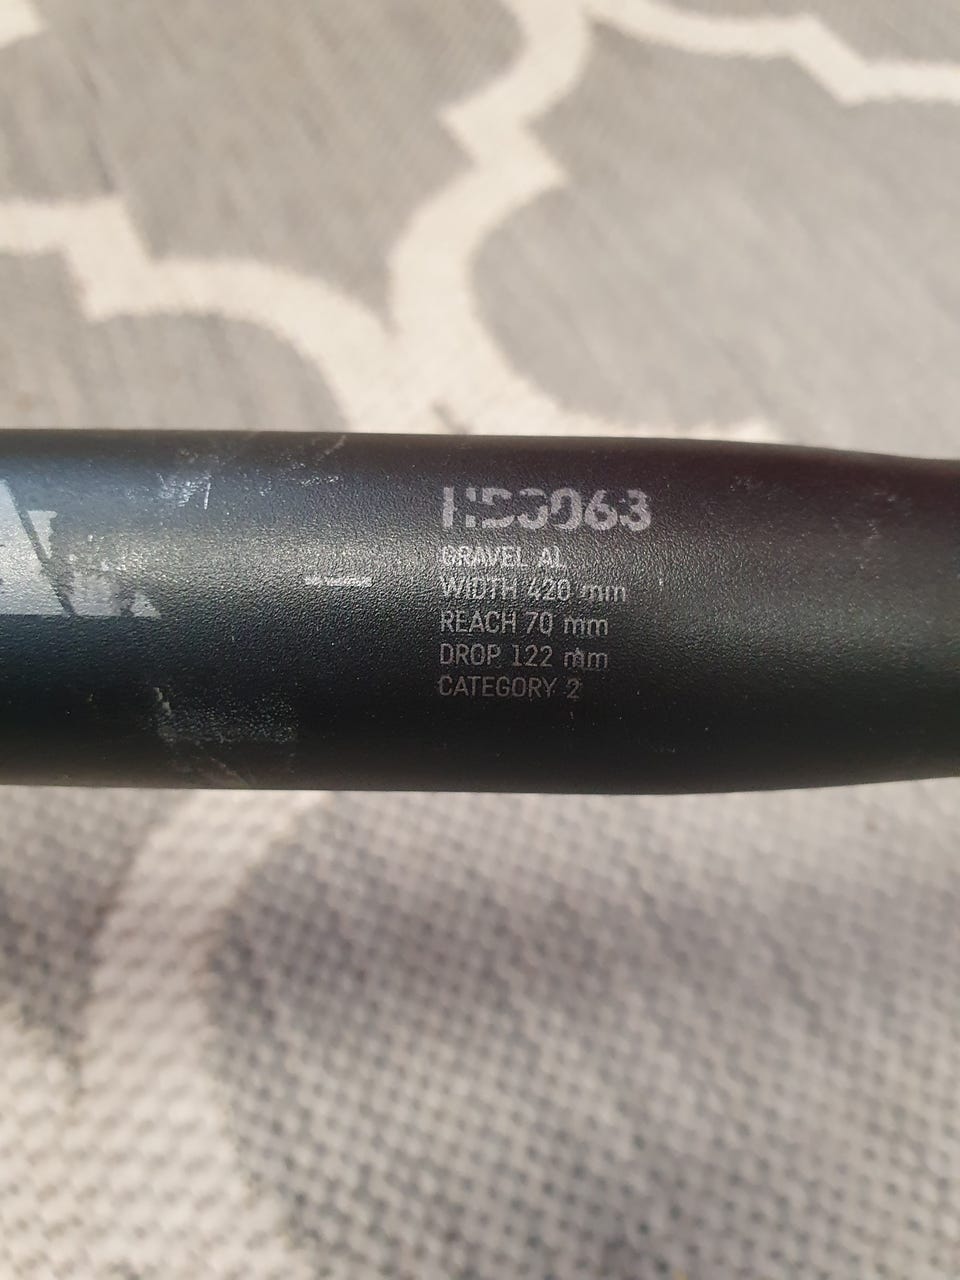 HB0063
GRAVEL AL
WIDTH 420 mm
REACH 70 mm
DROP 122 mm
CATEGORY 2